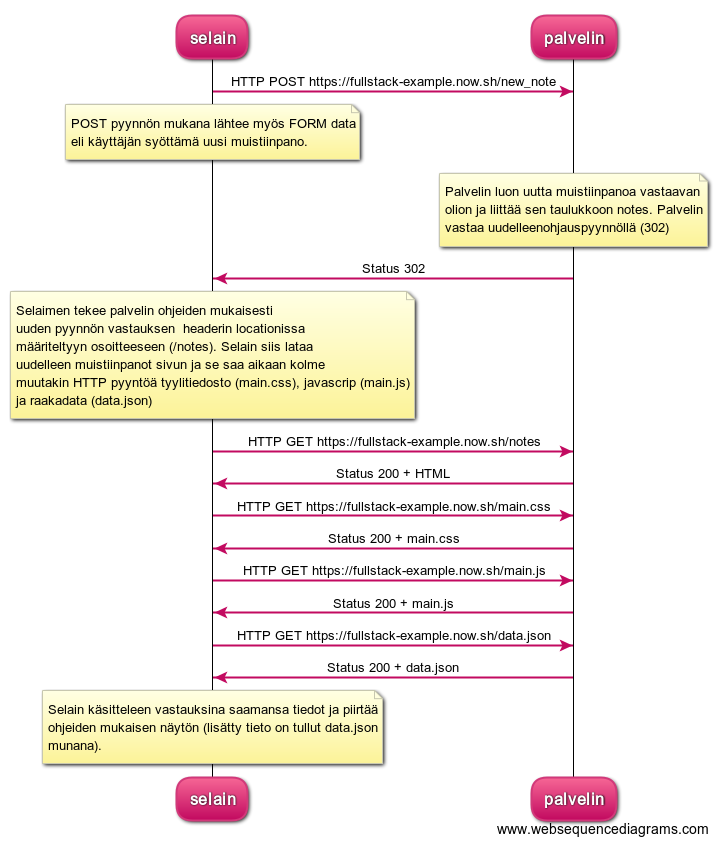 selain
palvelin
HTTP POST https://fullstack-example.now.sh/new_note
POST pyynnön mukana lähtee myös FORM data
eli käyttäjän syöttämä uusi muistiinpano.
Palvelin luon uutta muistiinpanoa vastaavan
olion ja liittää sen taulukkoon notes. Palvelin
vastaa uudelleenohjauspyynnöllä (302)
Status 302
Selaimen tekee palvelin ohjeiden mukaisesti
uuden pyynnön vastauksen  headerin locationissa
määriteltyyn osoitteeseen (/notes). Selain siis lataa
uudelleen muistiinpanot sivun ja se saa aikaan kolme
muutakin HTTP pyyntöä tyylitiedosto (main.css), javascrip (main.js)
ja raakadata (data.json)
HTTP GET https://fullstack-example.now.sh/notes
Status 200 + HTML
HTTP GET https://fullstack-example.now.sh/main.css
Status 200 + main.css
HTTP GET https://fullstack-example.now.sh/main.js
Status 200 + main.js
HTTP GET https://fullstack-example.now.sh/data.json
Status 200 + data.json
Selain käsitteleen vastauksina saamansa tiedot ja piirtää
ohjeiden mukaisen näytön (lisätty tieto on tullut data.json
munana).
selain
palvelin
www.websequencediagrams.com